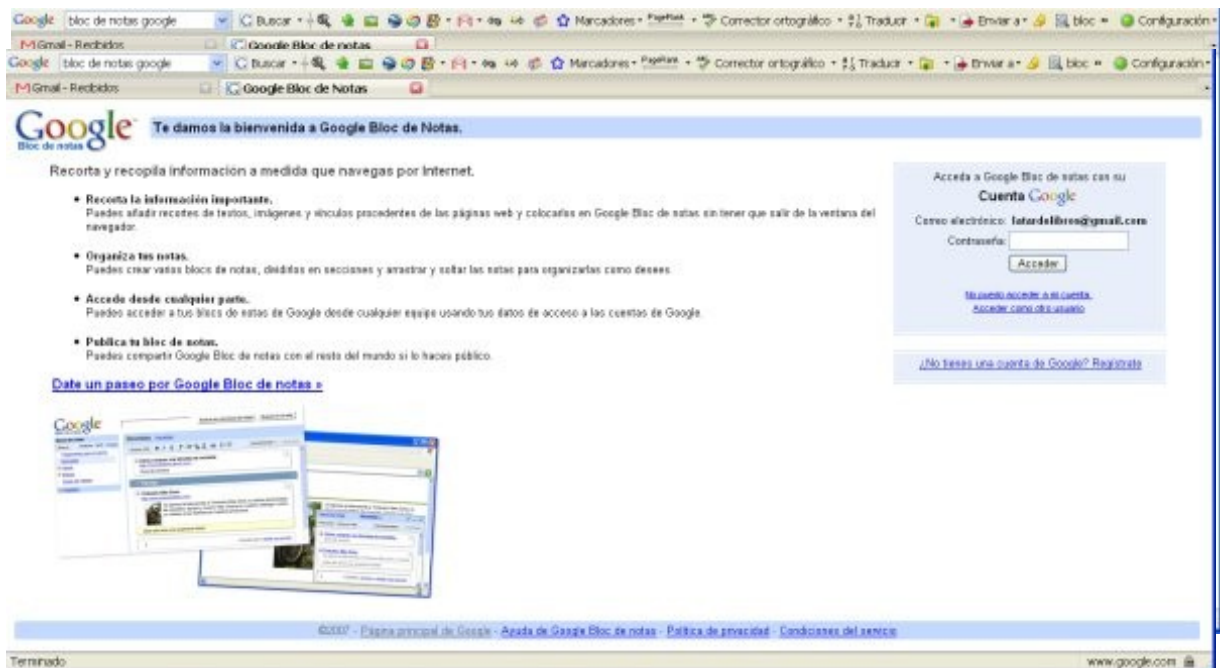 Google bloc de notas google Buscar Marcadores PageRank Corrector ortográfico Traducir Enviar a bloc Configuración
Gmail - Recibidos Google Bloc de notas
Google bloc de notas google Buscar Marcadores PageRank Corrector ortográfico Traducir Enviar a bloc Configuración
Gmail - Recibidos Google Bloc de Notas
Google Bloc de notas
Te damos la bienvenida a Google Bloc de Notas.
Recorta y recopila información a medida que navegas por Internet.
• Recorta la información importante.
Puedes añadir recortes de textos, imágenes y vínculos procedentes de las páginas web y colocarlos en Google Bloc de notas sin tener que salir de la ventana del
navegador.
• Organiza tus notas.
Puedes crear varios blocs de notas, dividirlos en secciones y arrastrar y soltar las notas para organizarlas como desees.
• Accede desde cualquier parte.
Puedes acceder a tus blocs de notas de Google desde cualquier equipo usando tus datos de acceso a las cuentas de Google.
• Publica tu bloc de notas.
Puedes compartir Google Bloc de notas con el resto del mundo si lo haces público.
Date un paseo por Google Bloc de notas »
Acceda a Google Bloc de notas con su
Cuenta Google
Correo electrónico: latardelibros@gmail.com
Contraseña:
Acceder
No puedo acceder a mi cuenta.
Acceder como otro usuario
¿No tienes una cuenta de Google? Regístrate
Google
©2007 - Página principal de Google - Ayuda de Google Bloc de notas - Política de privacidad - Condiciones del servicio
Terminado www.google.com